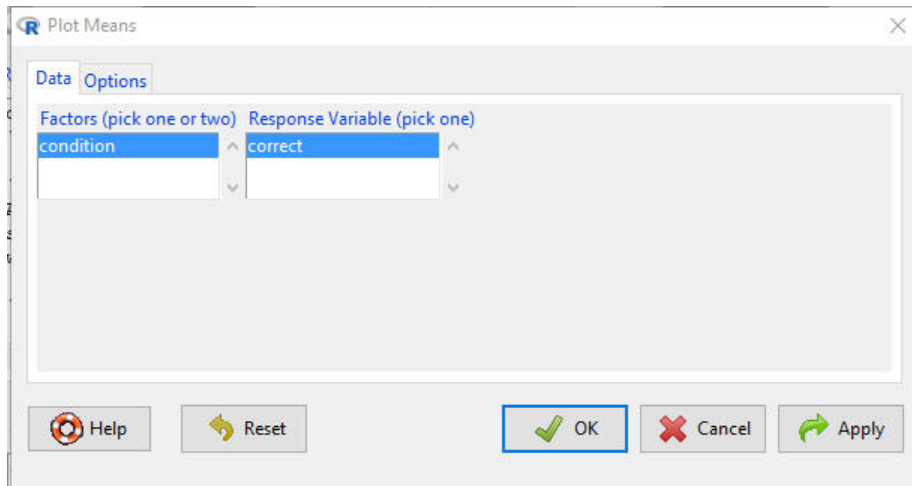 Plot Means
Data Options
Factors (pick one or two) Response Variable (pick one)
condition correct
Help Reset OK Cancel Apply